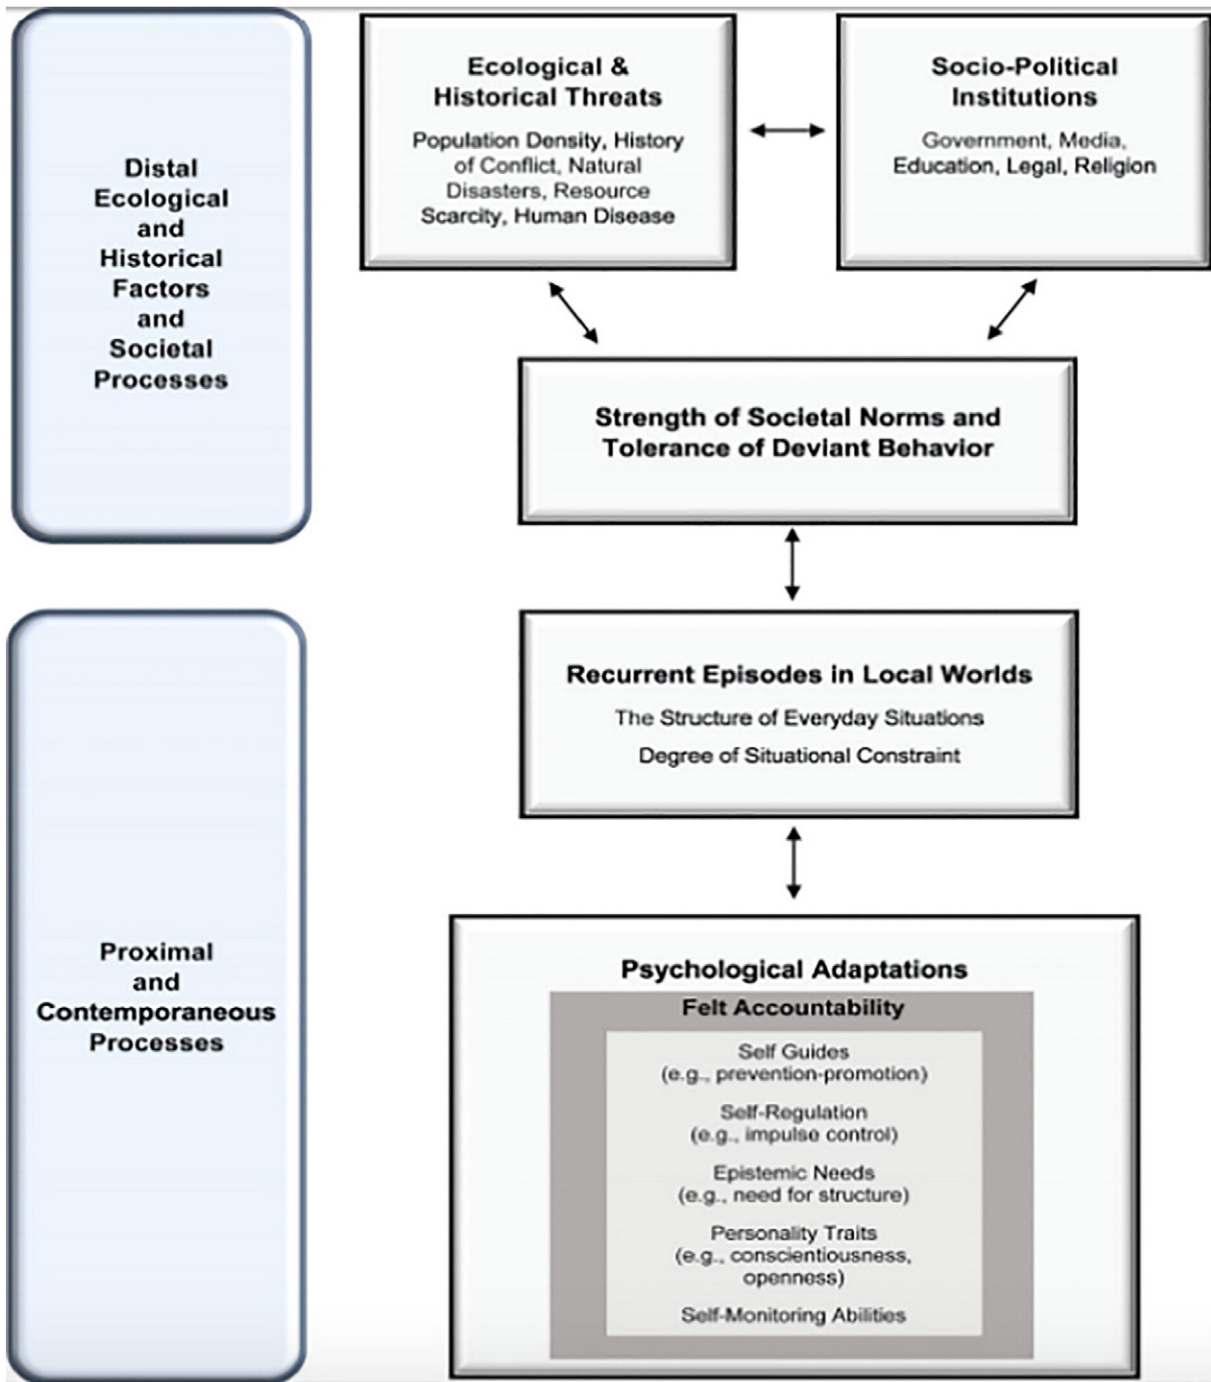 Distal
Ecological
and
Historical
Factors
and
Societal
Processes
Ecological &
Historical Threats
Population Density, History
of Conflict, Natural
Disasters, Resource
Scarcity, Human Disease
Socio-Political
Institutions
Government, Media,
Education, Legal, Religion
Strength of Societal Norms and
Tolerance of Deviant Behavior
Proximal
and
Contemporaneous
Processes
Recurrent Episodes in Local Worlds
The Structure of Everyday Situations
Degree of Situational Constraint
Psychological Adaptations
Felt Accountability
Self Guides
(e.g., prevention-promotion)
Self-Regulation
(e.g., impulse control)
Epistemic Needs
(e.g., need for structure)
Personality Traits
(e.g., conscientiousness,
openness)
Self-Monitoring Abilities